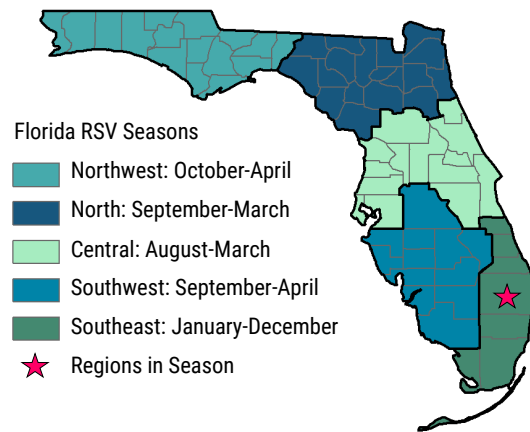 Florida RSV Seasons
Northwest: October-April
North: September-March
Central: August-March
Southwest: September-April
Southeast: January-December
Regions in Season